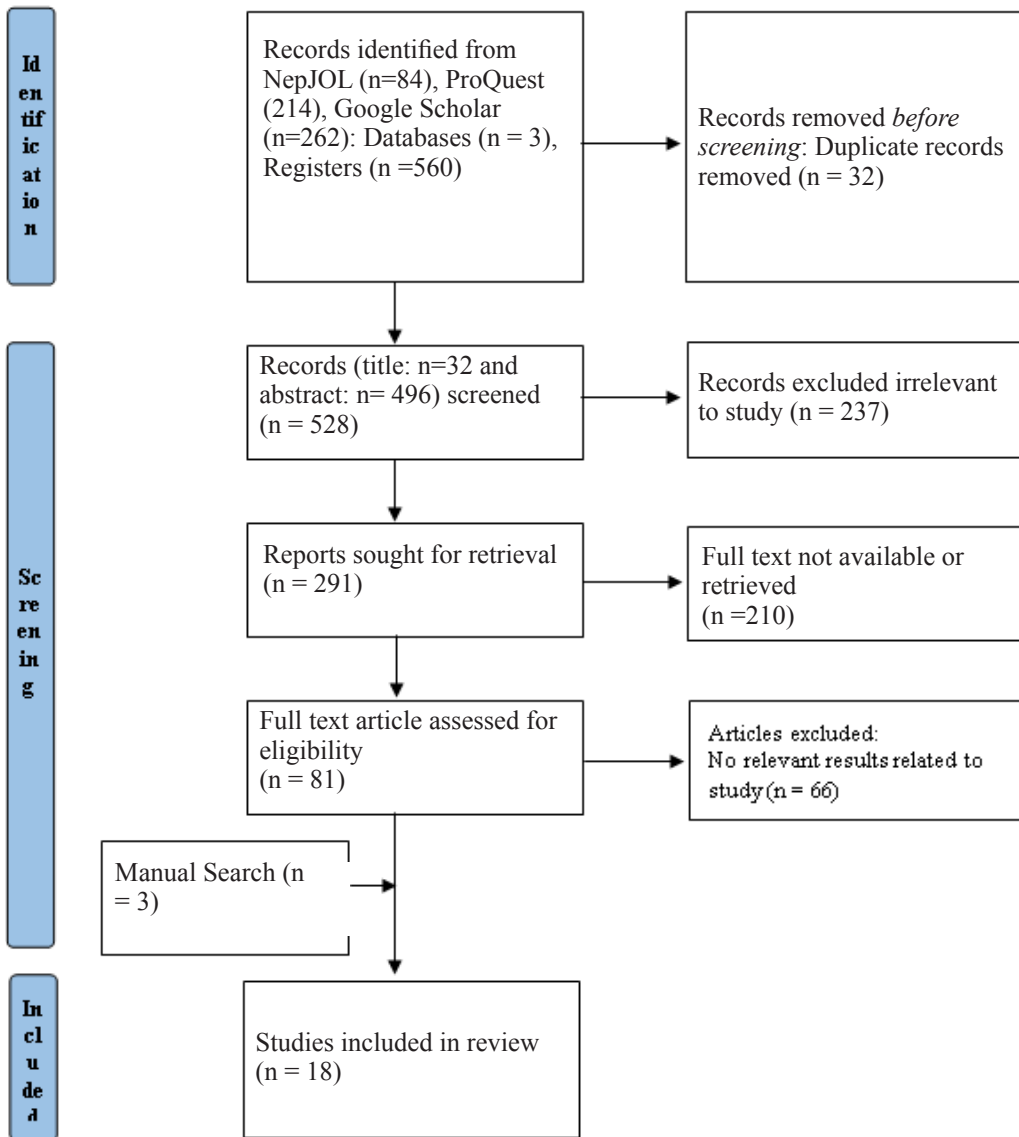 Id
en
tif
ic
at
io
n
Records identified from
NepJOL (n=84), ProQuest
(214), Google Scholar
(n=262): Databases (n = 3),
Registers (n =560)
Records removed before
screening: Duplicate records
removed (n = 32)
Sc
re
en
in
g
Records (title: n=32 and
abstract: n= 496) screened
(n = 528)
Records excluded irrelevant
to study (n = 237)
Reports sought for retrieval
(n = 291)
Full text not available or
retrieved
(n =210)
Full text article assessed for
eligibility
(n = 81)
Articles excluded:
No relevant results related to
study (n = 66)
Manual Search (n
= 3)
In
cl
u
de
d
Studies included in review
(n = 18)